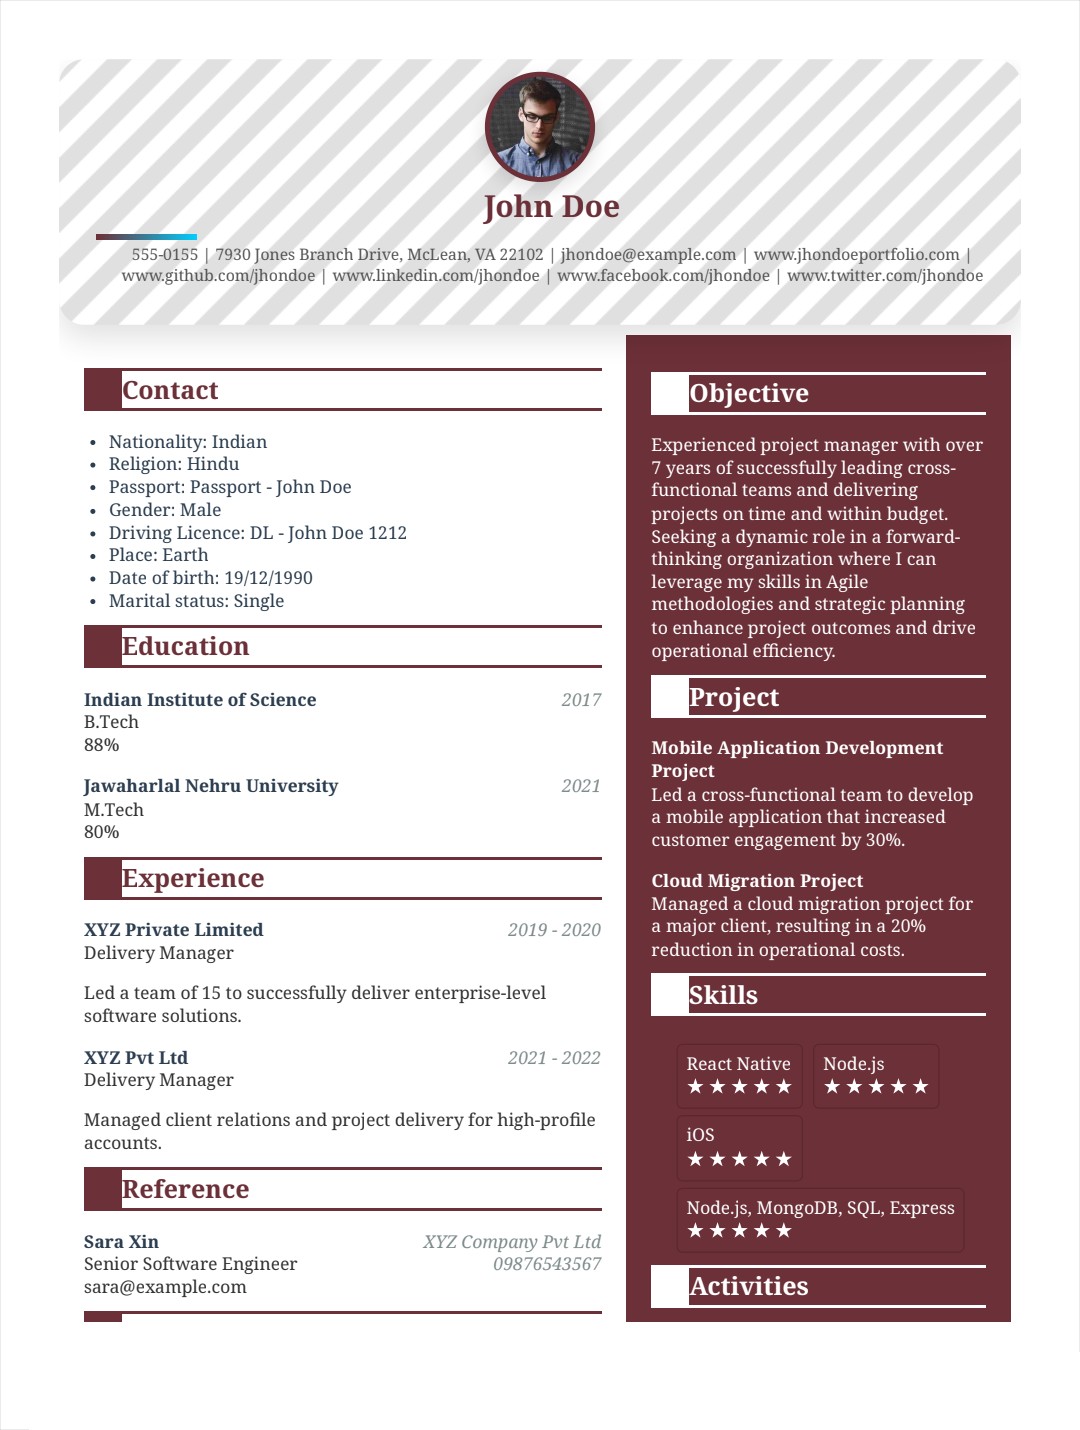 John Doe
555-0155 | 7930 Jones Branch Drive, McLean, VA 22102 | jhondoe@example.com | www.jhondoeportfolio.com |
www.github.com/jhondoe | www.linkedin.com/jhondoe | www.facebook.com/jhondoe | www.twitter.com/jhondoe
Contact
• Nationality: Indian
• Religion: Hindu
• Passport: Passport - John Doe
• Gender: Male
• Driving Licence: DL - John Doe 1212
• Place: Earth
• Date of birth: 19/12/1990
• Marital status: Single
Education
Indian Institute of Science 2017
B.Tech
88%
Jawaharlal Nehru University 2021
M.Tech
80%
Experience
XYZ Private Limited 2019 - 2020
Delivery Manager
Led a team of 15 to successfully deliver enterprise-level
software solutions.
XYZ Pvt Ltd 2021 - 2022
Delivery Manager
Managed client relations and project delivery for high-profile
accounts.
Reference
Sara Xin XYZ Company Pvt Ltd
Senior Software Engineer 09876543567
sara@example.com
Objective
Experienced project manager with over
7 years of successfully leading cross-
functional teams and delivering
projects on time and within budget.
Seeking a dynamic role in a forward-
thinking organization where I can
leverage my skills in Agile
methodologies and strategic planning
to enhance project outcomes and drive
operational efficiency.
Project
Mobile Application Development
Project
Led a cross-functional team to develop
a mobile application that increased
customer engagement by 30%.
Cloud Migration Project
Managed a cloud migration project for
a major client, resulting in a 20%
reduction in operational costs.
Skills
React Native Node.js
★★★★★ ★★★★★
iOS
★★★★★
Node.js, MongoDB, SQL, Express
★★★★★
Activities